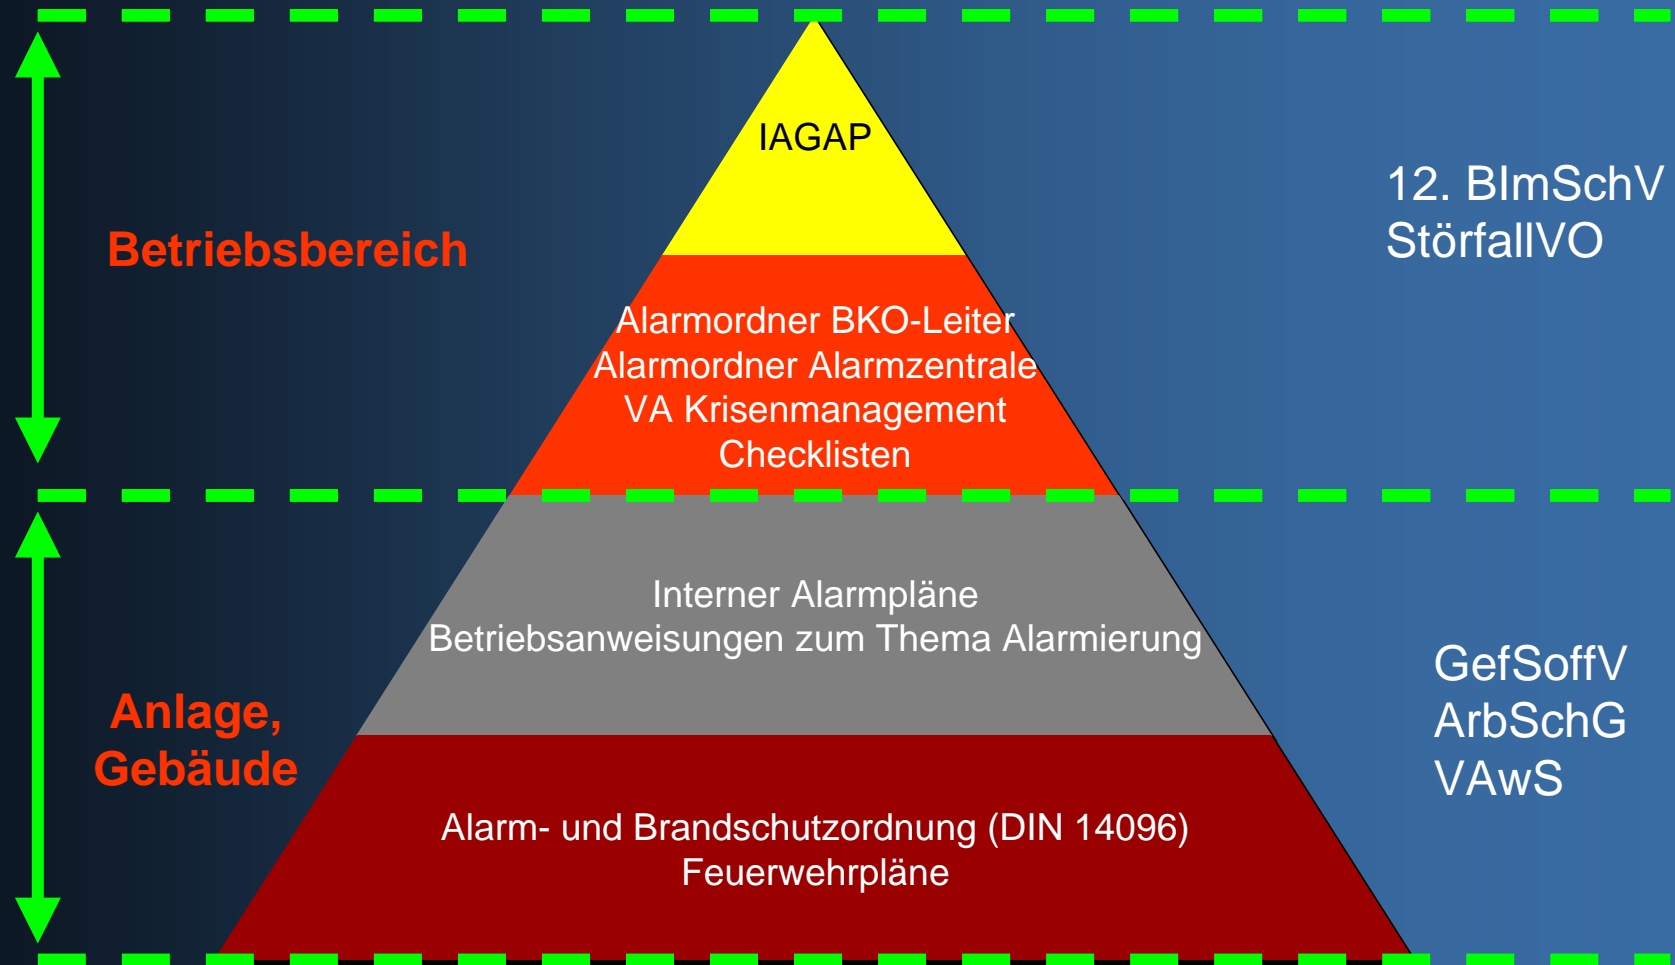 IAGAP
12. BImSchV
StörfallVO
Betriebsbereich
Alarmordner BKO-Leiter
Alarmordner Alarmzentrale
VA Krisenmanagement
Checklisten
Interner Alarmpläne
Betriebsanweisungen zum Thema Alarmierung
GefSoffV
ArbSchG
VAwS
Anlage,
Gebäude
Alarm- und Brandschutzordnung (DIN 14096)
Feuerwehrpläne